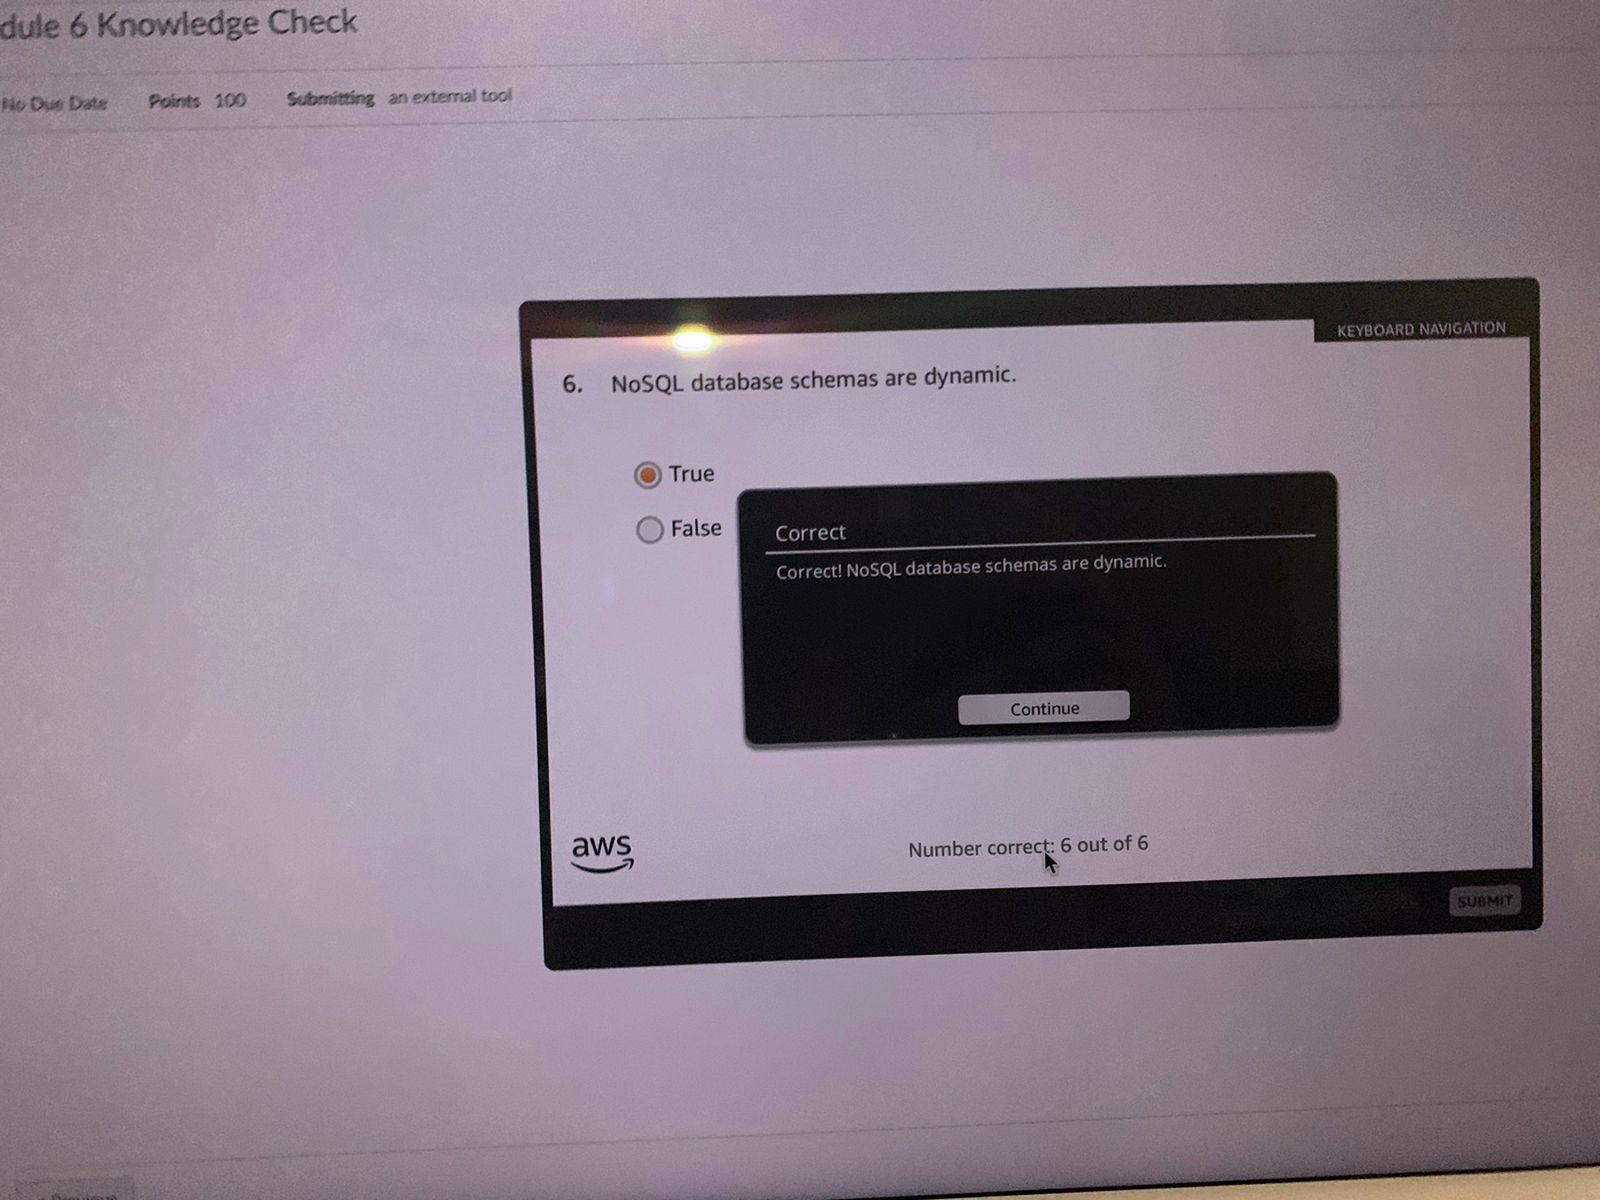 dule 6 Knowledge Check
No Due Date Points 100 Submitting an external tool
KEYBOARD NAVIGATION
6. NoSQL database schemas are dynamic.
True
False
Correct
Correct! NoSQL database schemas are dynamic.
Continue
aws
Number correct: 6 out of 6
SUBMIT
Previous